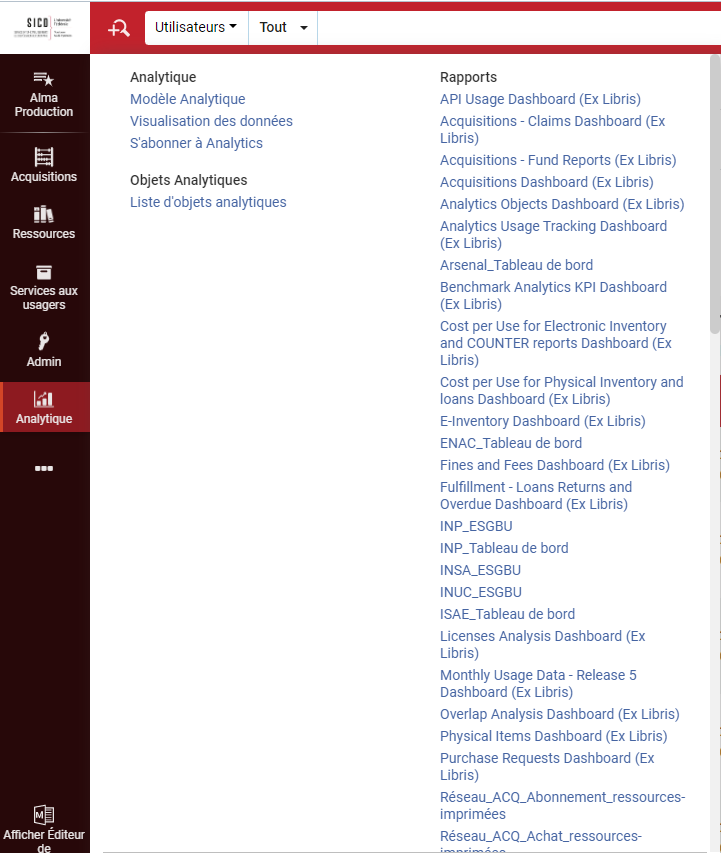 SICD
Utilisateurs
Tout
Alma
Production
Acquisitions
Ressources
Services aux
usagers
Admin
Analytique
Afficher Éditeur
de
Analytique
Modèle Analytique
Visualisation des données
S'abonner à Analytics
Objets Analytiques
Liste d'objets analytiques
Rapports
API Usage Dashboard (Ex Libris)
Acquisitions - Claims Dashboard (Ex
Libris)
Acquisitions - Fund Reports (Ex Libris)
Acquisitions Dashboard (Ex Libris)
Analytics Objects Dashboard (Ex Libris)
Analytics Usage Tracking Dashboard
(Ex Libris)
Arsenal_Tableau de bord
Benchmark Analytics KPI Dashboard
(Ex Libris)
Cost per Use for Electronic Inventory
and COUNTER reports Dashboard (Ex
Libris)
Cost per Use for Physical Inventory and
loans Dashboard (Ex Libris)
E-Inventory Dashboard (Ex Libris)
ENAC_Tableau de bord
Fines and Fees Dashboard (Ex Libris)
Fulfillment - Loans Returns and
Overdue Dashboard (Ex Libris)
INP_ESGBU
INP_Tableau de bord
INSA_ESGBU
INUC_ESGBU
ISAE_Tableau de bord
Licenses Analysis Dashboard (Ex
Libris)
Monthly Usage Data - Release 5
Dashboard (Ex Libris)
Overlap Analysis Dashboard (Ex Libris)
Physical Items Dashboard (Ex Libris)
Purchase Requests Dashboard (Ex
Libris)
Réseau_ACQ_Abonnement_ressources-
imprimées
Réseau_ACQ_Achat_ressources-
imprimées